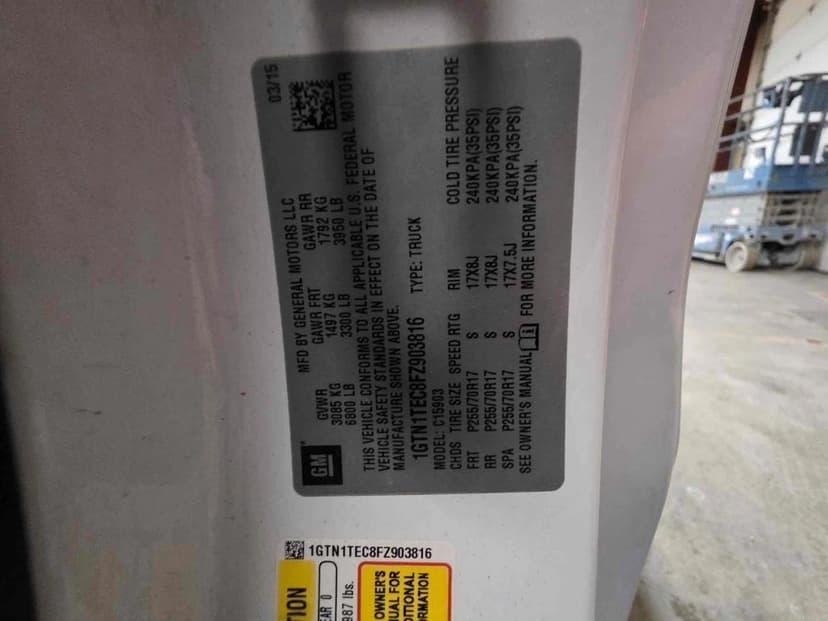 GM
MFD BY GENERAL MOTORS LLC
03/15
GVWR GAWR FRT GAWR RR
3085 KG 1497 KG 1792 KG
6800 LB 3300 LB 3950 LB
THIS VEHICLE CONFORMS TO ALL APPLICABLE U.S. FEDERAL MOTOR
VEHICLE SAFETY STANDARDS IN EFFECT ON THE DATE OF
MANUFACTURE SHOWN ABOVE.
1GTN1TEC8FZ903816 TYPE: TRUCK
MODEL: C15903
CHDS TIRE SIZE SPEED RTG RIM COLD TIRE PRESSURE
FRT P255/70R17 S 17X8J 240KPA(35PSI)
RR P255/70R17 S 17X8J 240KPA(35PSI)
SPA P255/70R17 S 17X7.5J 240KPA(35PSI)
SEE OWNER'S MANUAL FOR MORE INFORMATION.
1GTN1TEC8FZ903816
TION
EAR 0
987 lbs.
OWNER'S
UAL FOR
DITIONAL
ORMATION